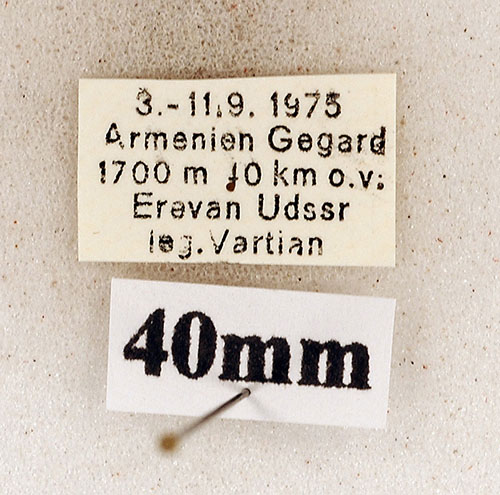 3.-11.9. 1975
Armenien Gegard
1700 m 40 km o.v.
Erevan Udssr
leg. Vartian
40mm